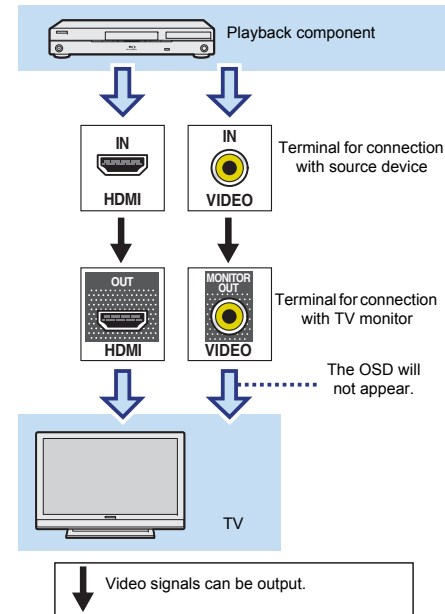 Playback component
IN
HDMI
IN
VIDEO
Terminal for connection
with source device
OUT
HDMI
MONITOR
OUT
VIDEO
Terminal for connection
with TV monitor
The OSD will
not appear.
TV
Video signals can be output.